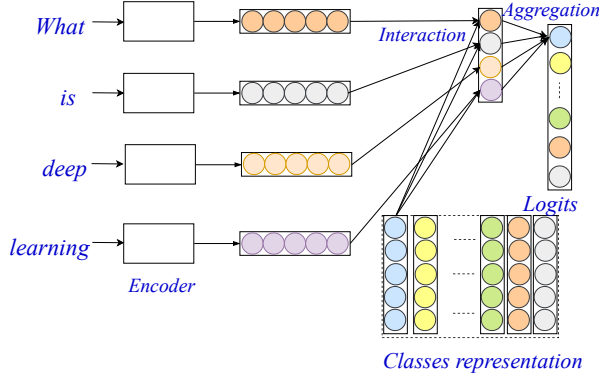 What
is
deep
learning
Encoder
Interaction
Aggregation
Logits
Classes representation